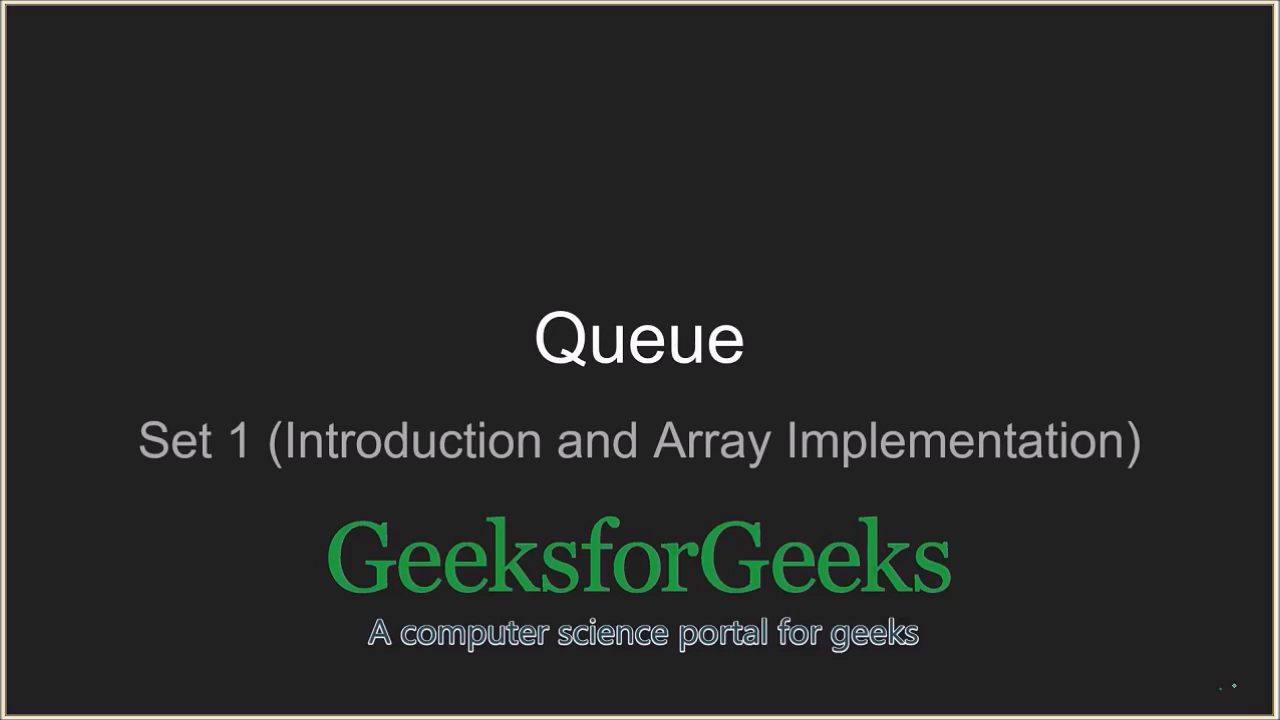 Queue
Set 1 (Introduction and Array Implementation)
GeeksforGeeks
A computer science portal for geeks